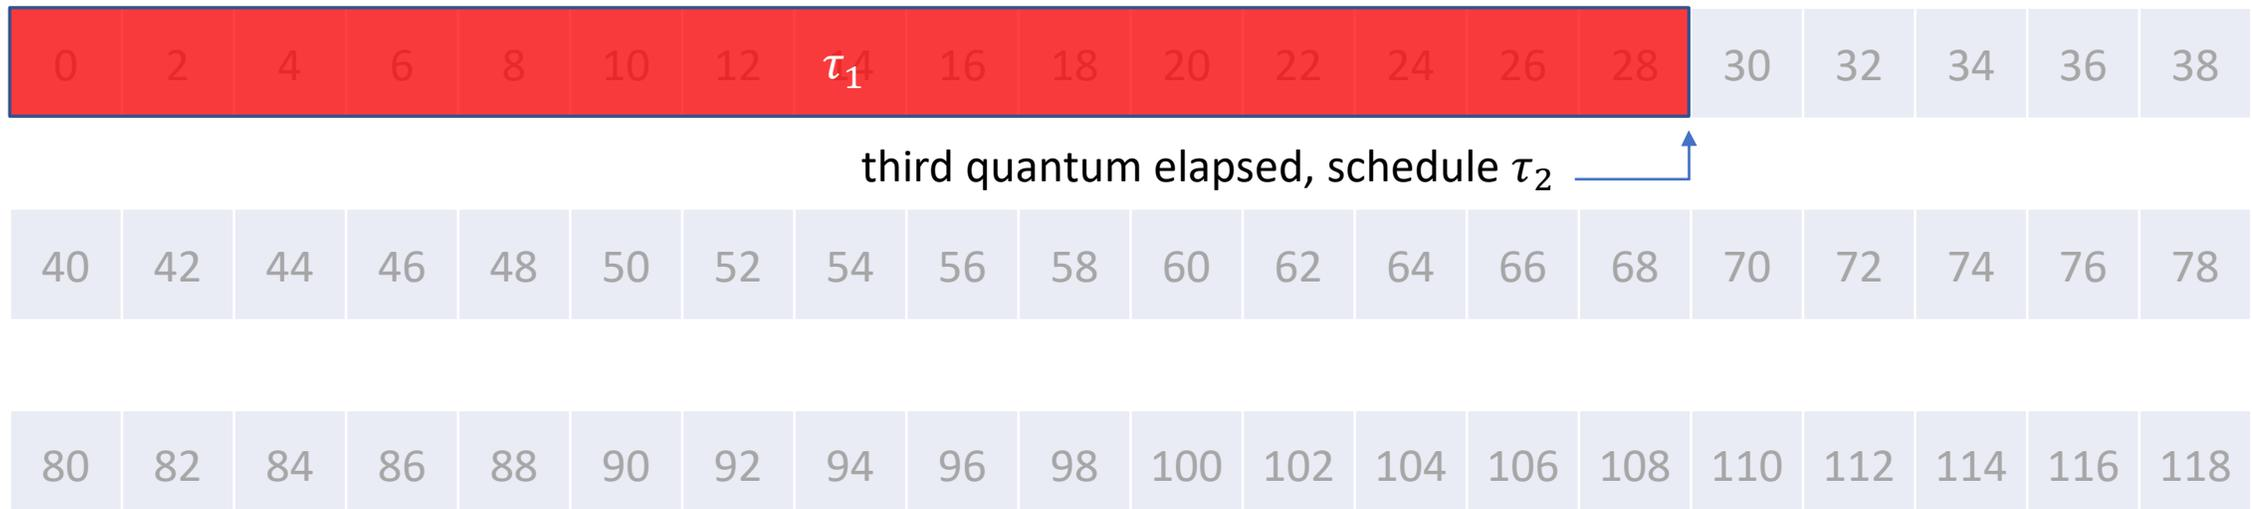 0 2 4 6 8 10 12 14 16 18 20 22 24 26 28 30 32 34 36 38
τ₁
third quantum elapsed, schedule τ₂
40 42 44 46 48 50 52 54 56 58 60 62 64 66 68 70 72 74 76 78
80 82 84 86 88 90 92 94 96 98 100 102 104 106 108 110 112 114 116 118